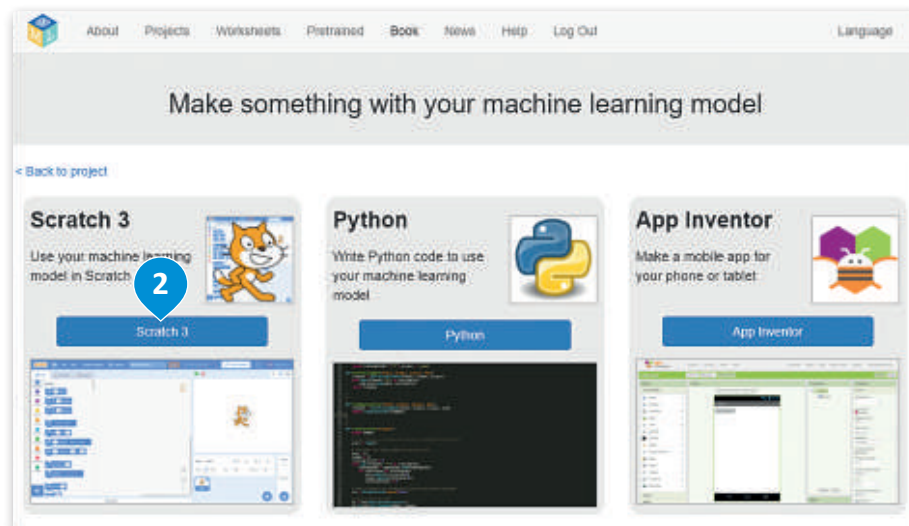 About Projects Worksheets Pretrained Book News Help Log Out Language
Make something with your machine learning model
< Back to project
Scratch 3
Use your machine learning
model in Scratch
2
Scratch 3
Python
Write Python code to use
your machine learning
model
Python
App Inventor
Make a mobile app for
your phone or tablet
App Inventor